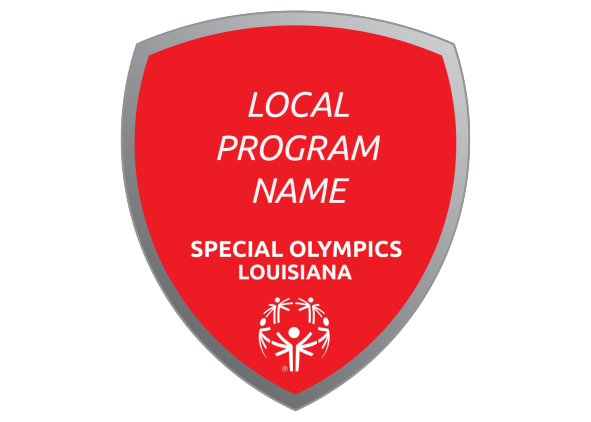 LOCAL
PROGRAM
NAME
SPECIAL OLYMPICS
LOUISIANA
®